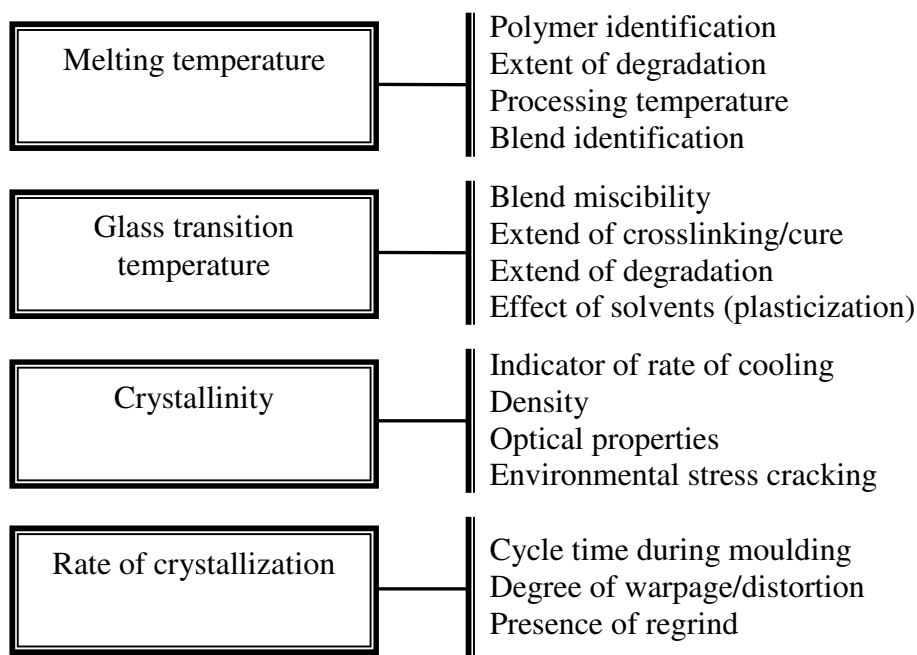 Melting temperature
Polymer identification
Extent of degradation
Processing temperature
Blend identification
Glass transition
temperature
Blend miscibility
Extend of crosslinking/cure
Extend of degradation
Effect of solvents (plasticization)
Crystallinity
Indicator of rate of cooling
Density
Optical properties
Environmental stress cracking
Rate of crystallization
Cycle time during moulding
Degree of warpage/distortion
Presence of regrind